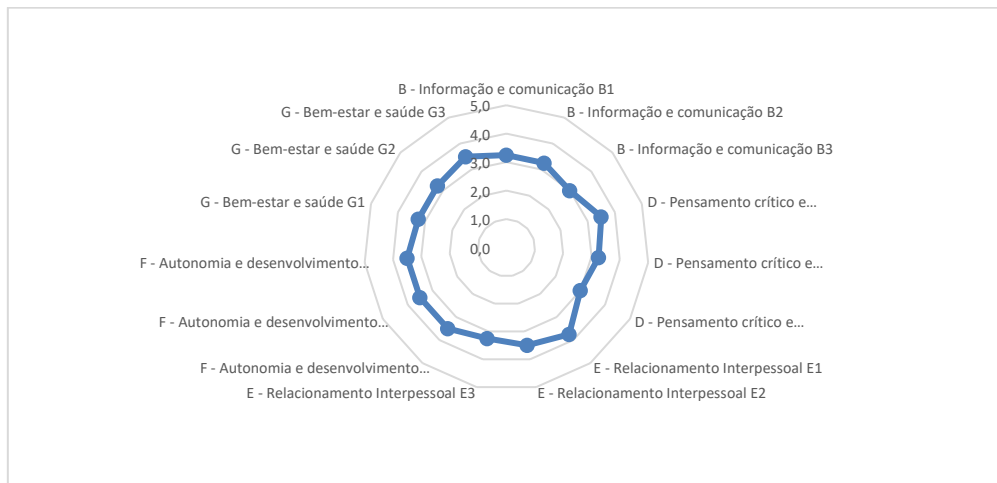 B - Informação e comunicação B1
B - Informação e comunicação B2
B - Informação e comunicação B3
D - Pensamento crítico e...
D - Pensamento crítico e...
D - Pensamento crítico e...
E - Relacionamento Interpessoal E1
E - Relacionamento Interpessoal E2
E - Relacionamento Interpessoal E3
F - Autonomia e desenvolvimento...
F - Autonomia e desenvolvimento...
F - Autonomia e desenvolvimento...
G - Bem-estar e saúde G1
G - Bem-estar e saúde G2
G - Bem-estar e saúde G3
5,0
4,0
3,0
2,0
1,0
0,0